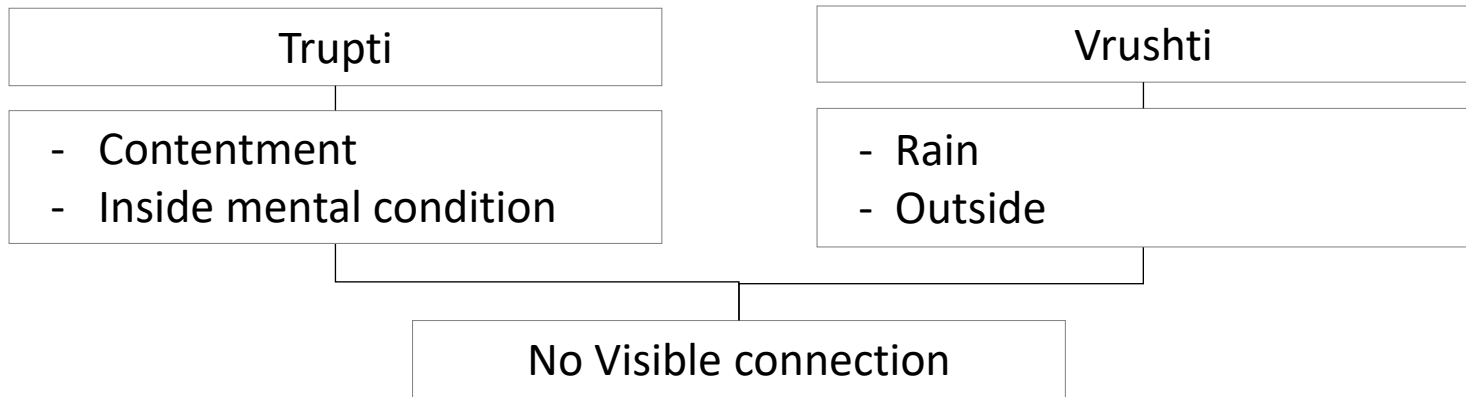 Trupti
- Contentment
- Inside mental condition
Vrushti
- Rain
- Outside
No Visible connection